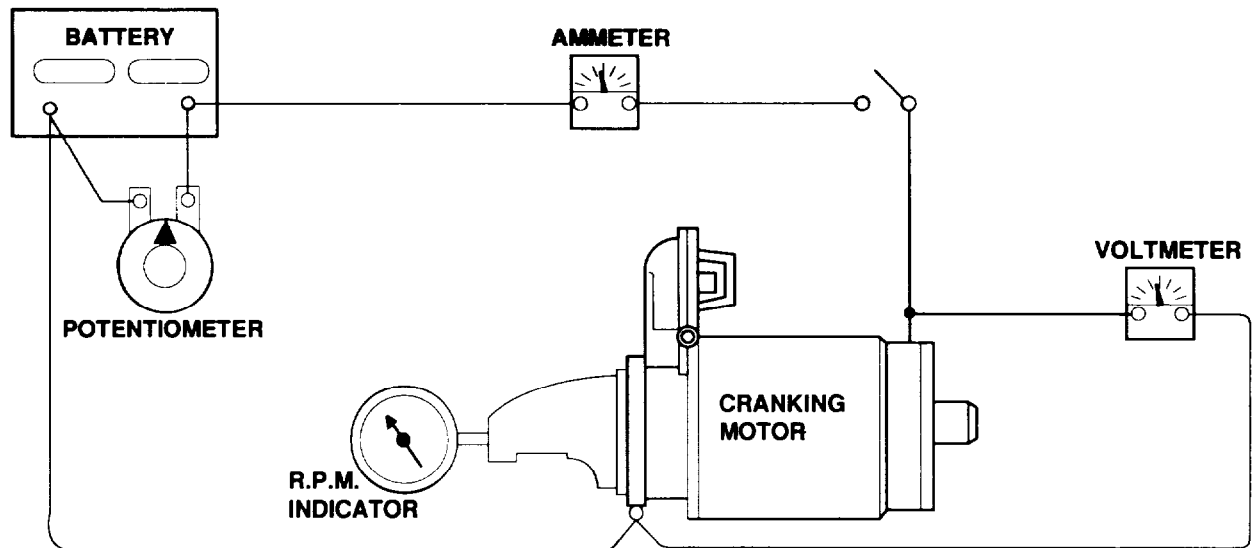 BATTERY
AMMETER
POTENTIOMETER
VOLTMETER
CRANKING
MOTOR
R.P.M.
INDICATOR